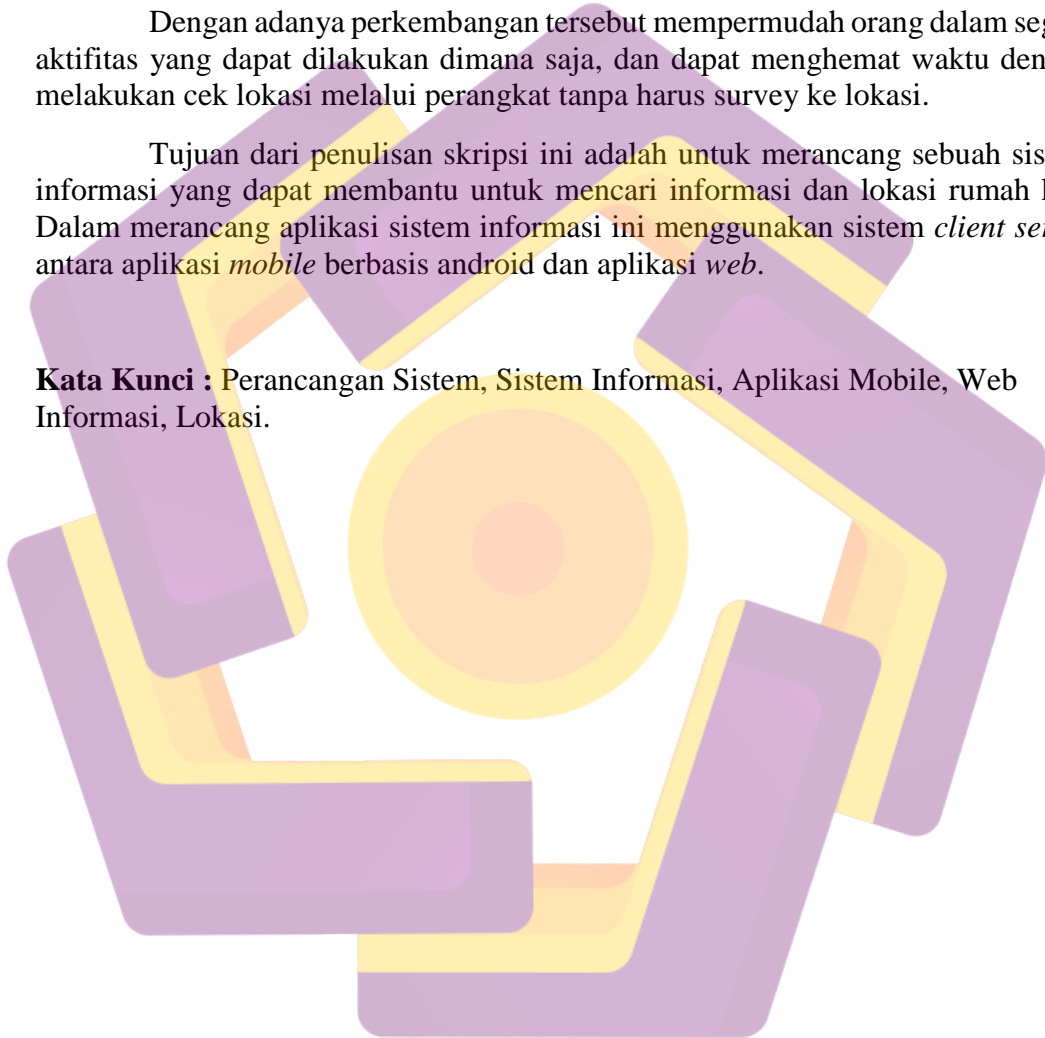 Dengan adanya perkembangan tersebut mempermudah orang dalam seg
aktifitas yang dapat dilakukan dimana saja, dan dapat menghemat waktu den
melakukan cek lokasi melalui perangkat tanpa harus survey ke lokasi.
Tujuan dari penulisan skripsi ini adalah untuk merancang sebuah sis
informasi yang dapat membantu untuk mencari informasi dan lokasi rumah
Dalam merancang aplikasi sistem informasi ini menggunakan sistem client ser
antara aplikasi mobile berbasis android dan aplikasi web.
Kata Kunci : Perancangan Sistem, Sistem Informasi, Aplikasi Mobile, Web
Informasi, Lokasi.